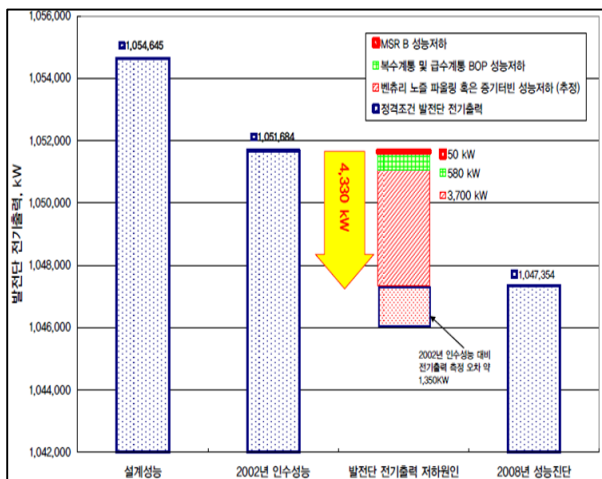 발전단 전기출력, kW
1,056,000
1,054,000
1,052,000
1,050,000
1,048,000
1,046,000
1,044,000
1,042,000
1,054,645
1,051,684
4,330 kW
MSR B 성능저하
복수계통 및 급수계통 BOP 성능저하
벤츄리 노즐 파울링 혹은 증기터빈 성능저하 (추정)
정격조건 발전단 전기출력
50 kW
580 kW
3,700 kW
1,047,354
2002년 인수성능 대비
전기출력 측정 오차 약
1,350KW
설계성능
2002년 인수성능
발전단 전기출력 저하원인
2008년 성능진단